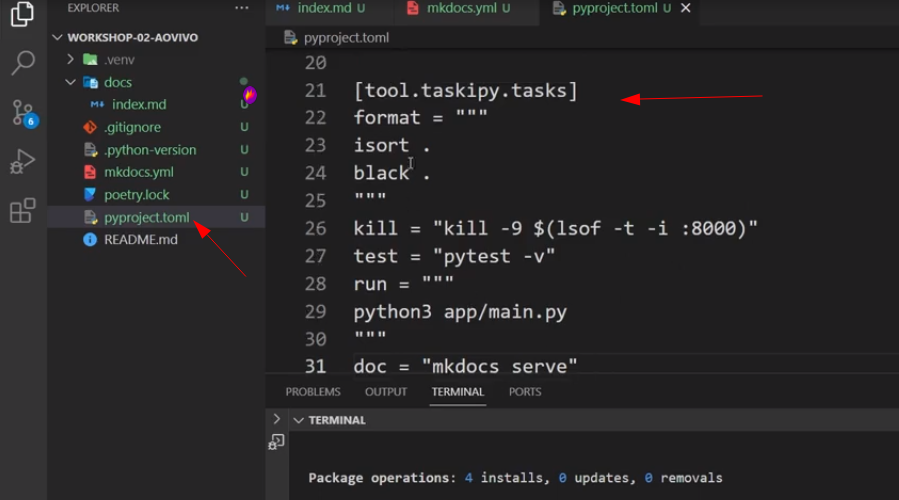 EXPLORER
WORKSHOP-02-AOVIVO
.venv
docs
index.md U
.gitignore U
.python-version U
mkdocs.yml U
poetry.lock U
pyproject.toml U
README.md
6
index.md U mkdocs.yml U pyproject.toml U
pyproject.toml
20
21 [tool.taskipy.tasks]
22 format = """
23 isort .
24 black .
25 """
26 kill = "kill -9 $(lsof -t -i :8000)"
27 test = "pytest -v"
28 run = """
29 python3 app/main.py
30 """
31 doc = "mkdocs serve"
PROBLEMS OUTPUT TERMINAL PORTS
TERMINAL
Package operations: 4 installs, 0 updates, 0 removals